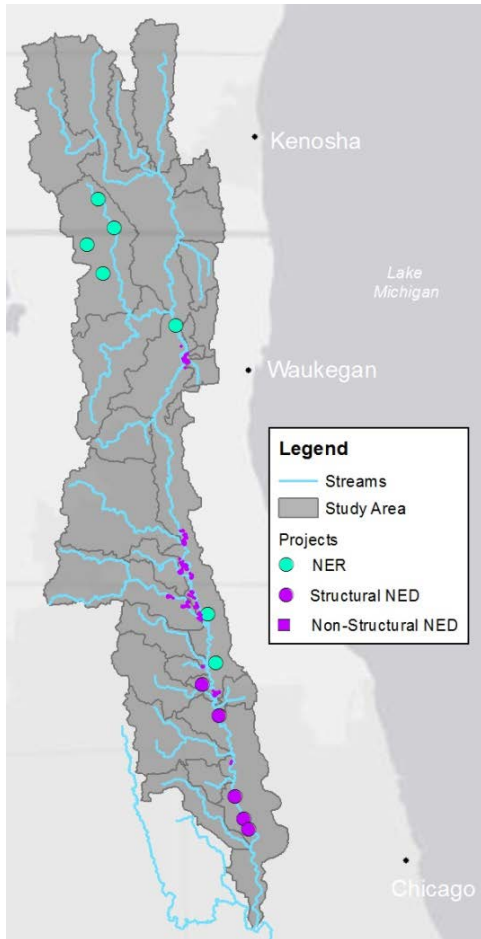 Kenosha
Lake
Michigan
Waukegan
Legend
Streams
Study Area
Projects
NER
Structural NED
Non-Structural NED
Chicago